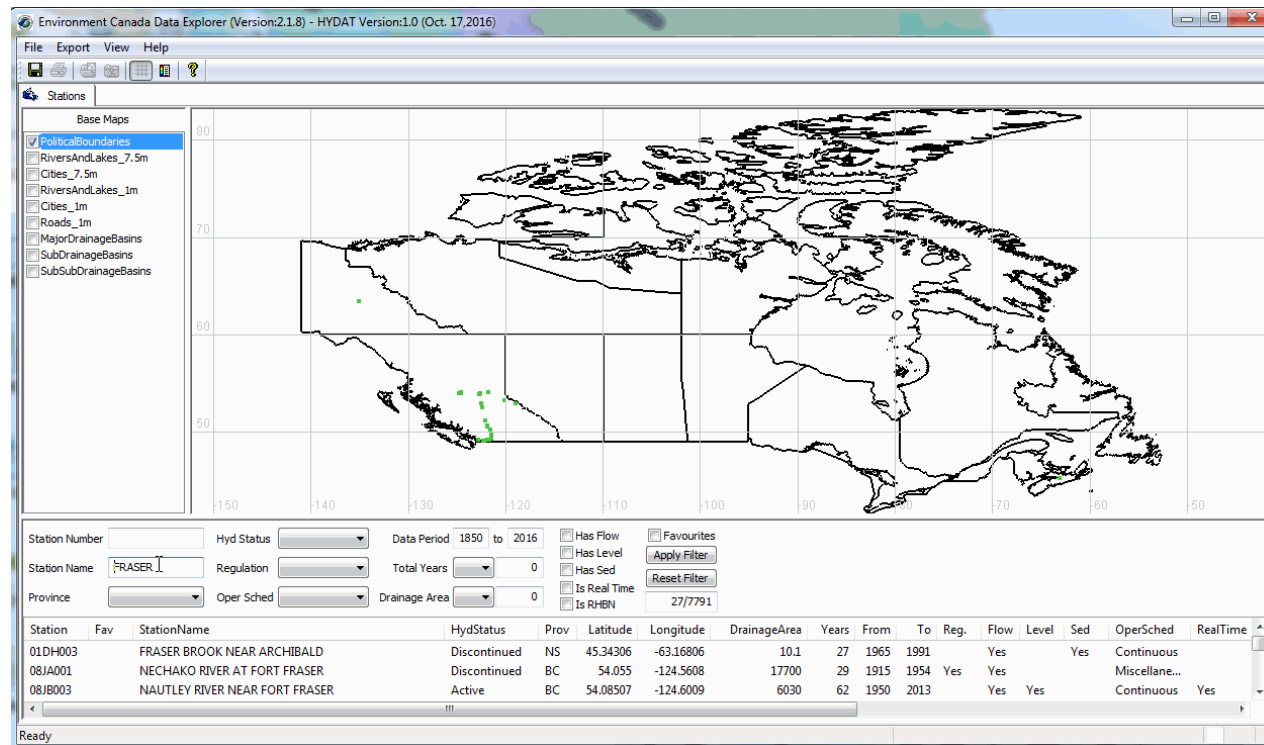 Environment Canada Data Explorer (Version:2.1.8) - HYDAT Version:1.0 (Oct. 17,2016)
File Export View Help
Stations
Base Maps
PoliticalBoundaries
RiversAndLakes_7.5m
Cities_7.5m
RiversAndLakes_1m
Cities_1m
Roads_1m
MajorDrainageBasins
SubDrainageBasins
SubSubDrainageBasins
80
70
60
50
-150 -140 -130 -120 -110 -100 -90 -80 -70 -60 -50
Station Number Hyd Status Data Period 1850 to 2016 Has Flow Favourites
Has Level Apply Filter
Station Name FRASER Regulation Total Years 0 Has Sed
Is Real Time Reset Filter
Province Oper Sched Drainage Area 0 Is RHBN 27/7791
Station Fav StationName HydStatus Prov Latitude Longitude DrainageArea Years From To Reg. Flow Level Sed OperSched RealTime
01DH003 FRASER BROOK NEAR ARCHIBALD Discontinued NS 45.34306 -63.16806 10.1 27 1965 1991 Yes Yes Continuous
08JA001 NECHAKO RIVER AT FORT FRASER Discontinued BC 54.055 -124.5608 17700 29 1915 1954 Yes Yes Miscellane...
08JB003 NAUTLEY RIVER NEAR FORT FRASER Active BC 54.08507 -124.6009 6030 62 1950 2013 Yes Yes Continuous Yes
Ready